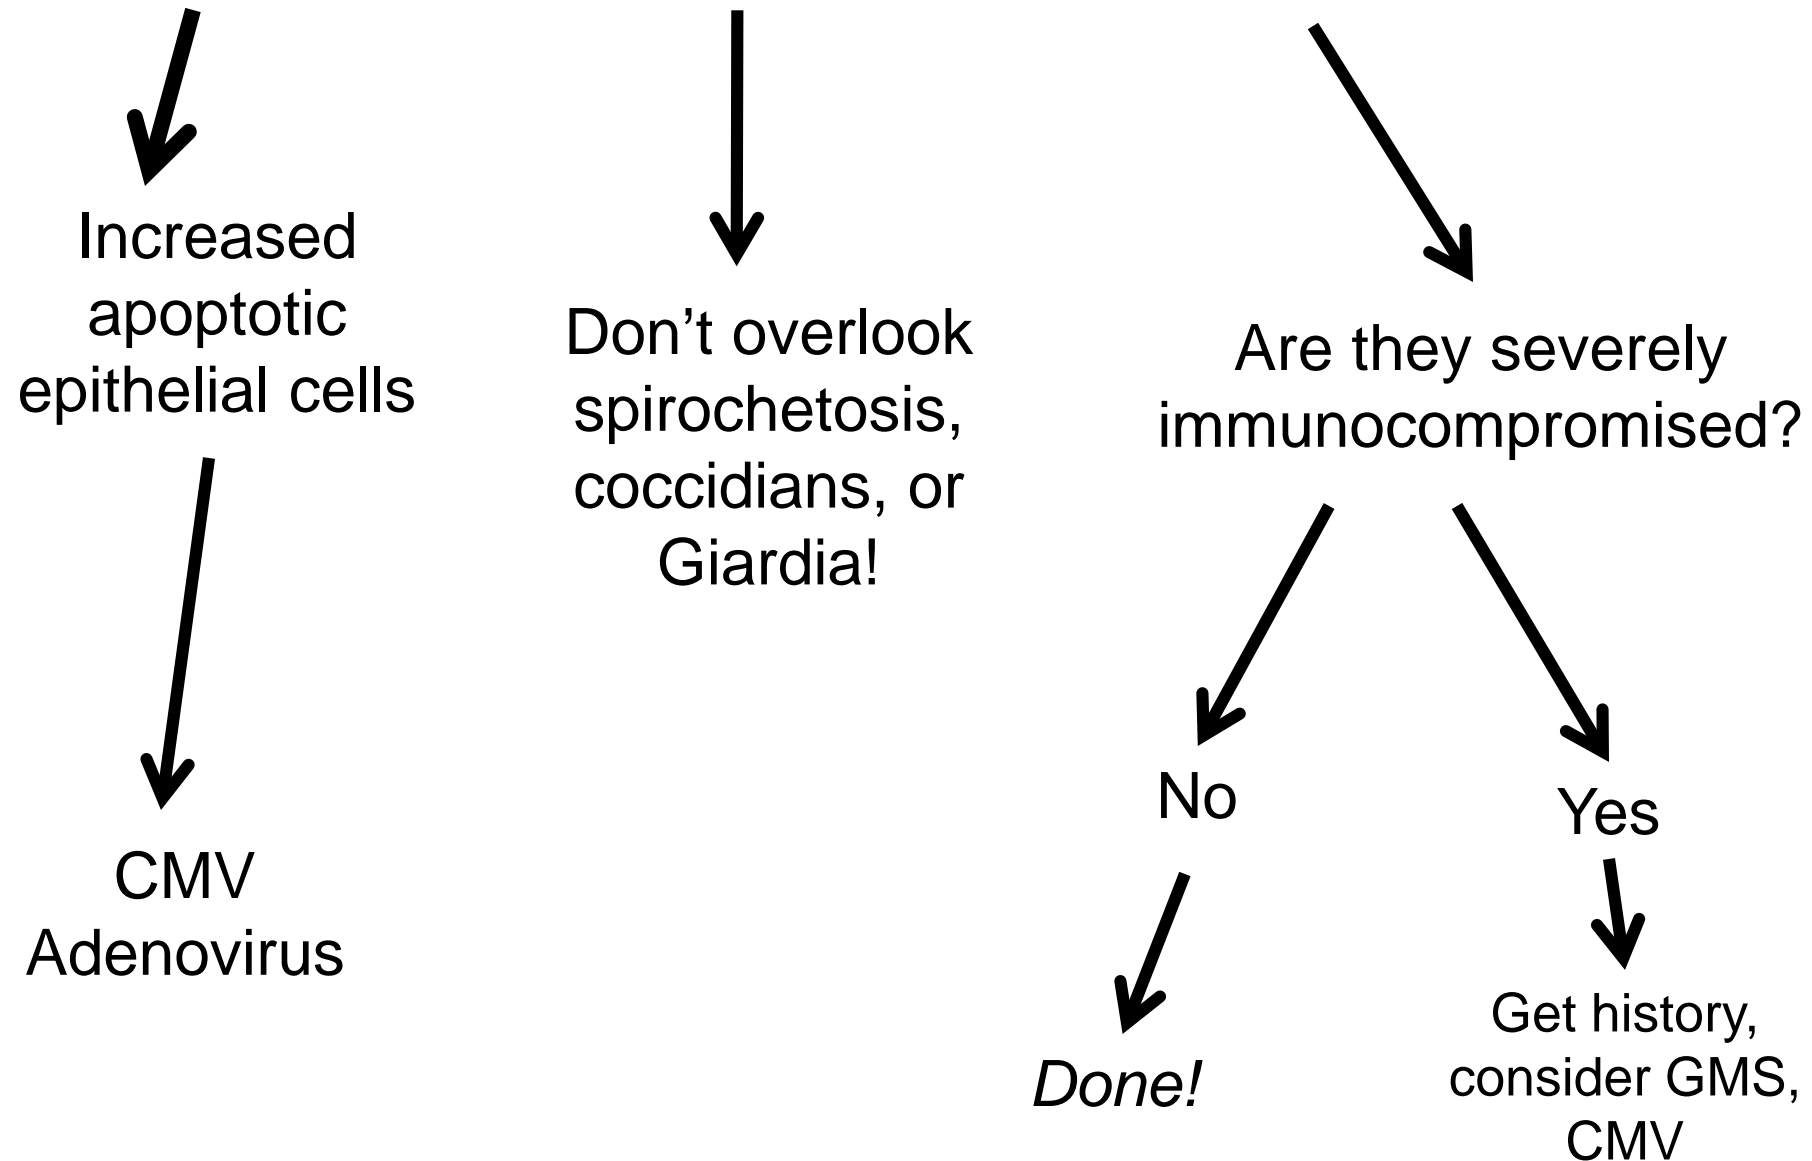 Increased
apoptotic
epithelial cells
Don’t overlook
spirochetosis,
coccidians, or
Giardia!
Are they severely
immunocompromised?
No
Yes
CMV
Adenovirus
Done!
Get history,
consider GMS,
CMV